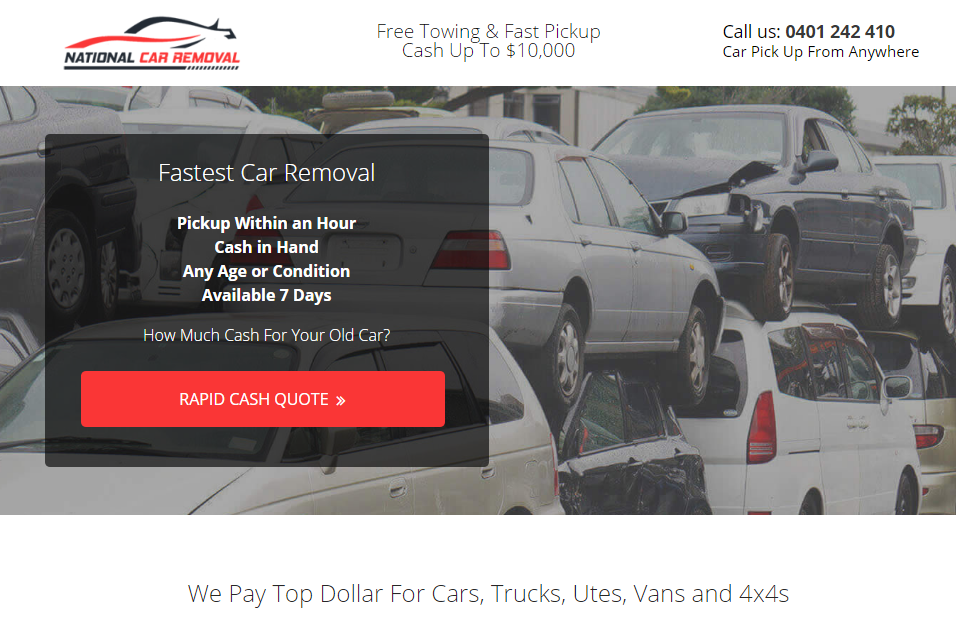 NATIONAL CAR REMOVAL
Free Towing & Fast Pickup
Cash Up To $10,000
Call us: 0401 242 410
Car Pick Up From Anywhere
Fastest Car Removal
Pickup Within an Hour
Cash in Hand
Any Age or Condition
Available 7 Days
How Much Cash For Your Old Car?
RAPID CASH QUOTE »
We Pay Top Dollar For Cars, Trucks, Utes, Vans and 4x4s